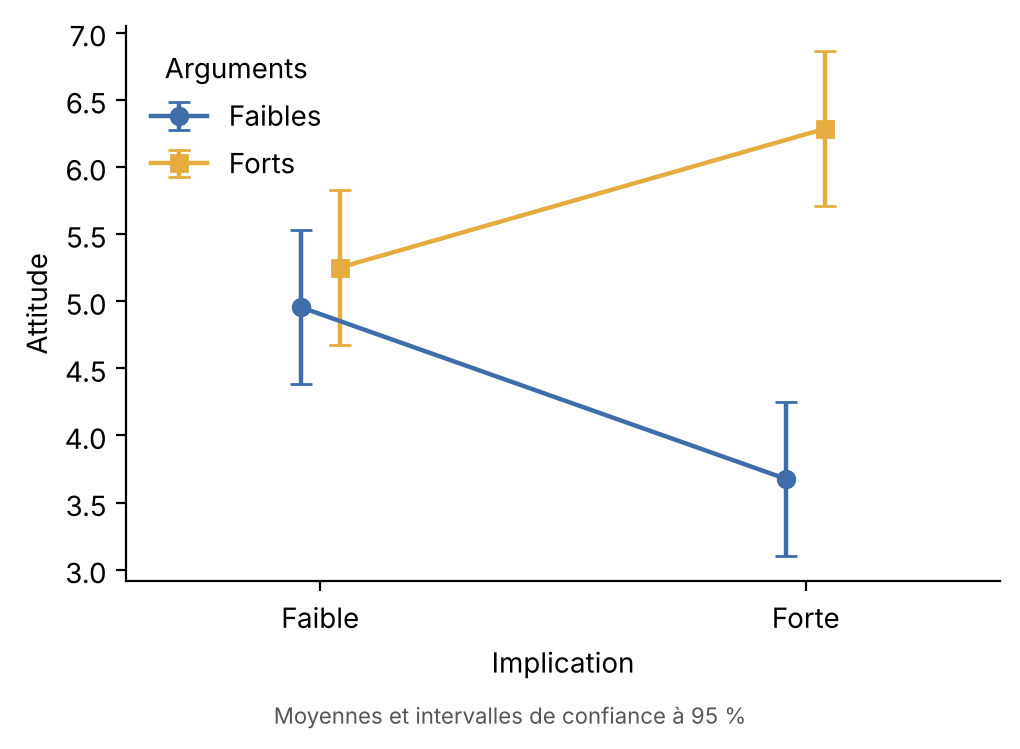 7.0
6.5
6.0
5.5
5.0
4.5
4.0
3.5
3.0
Attitude
Arguments
Faibles
Forts
Faible
Forte
Implication
Moyennes et intervalles de confiance à 95 %